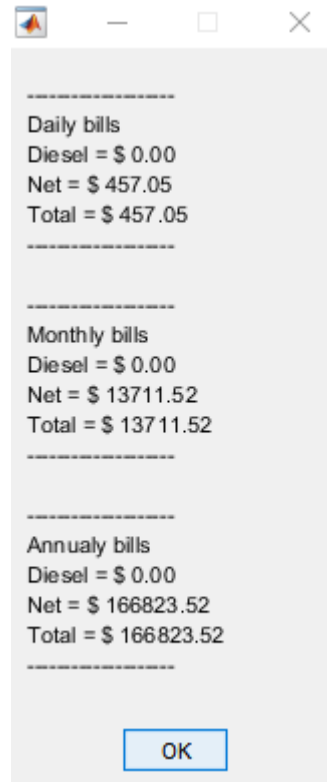 --------------------
Daily bills
Diesel = $ 0.00
Net = $ 457.05
Total = $ 457.05
--------------------
--------------------
Monthly bills
Diesel = $ 0.00
Net = $ 13711.52
Total = $ 13711.52
--------------------
--------------------
Annualy bills
Diesel = $ 0.00
Net = $ 166823.52
Total = $ 166823.52
--------------------
OK